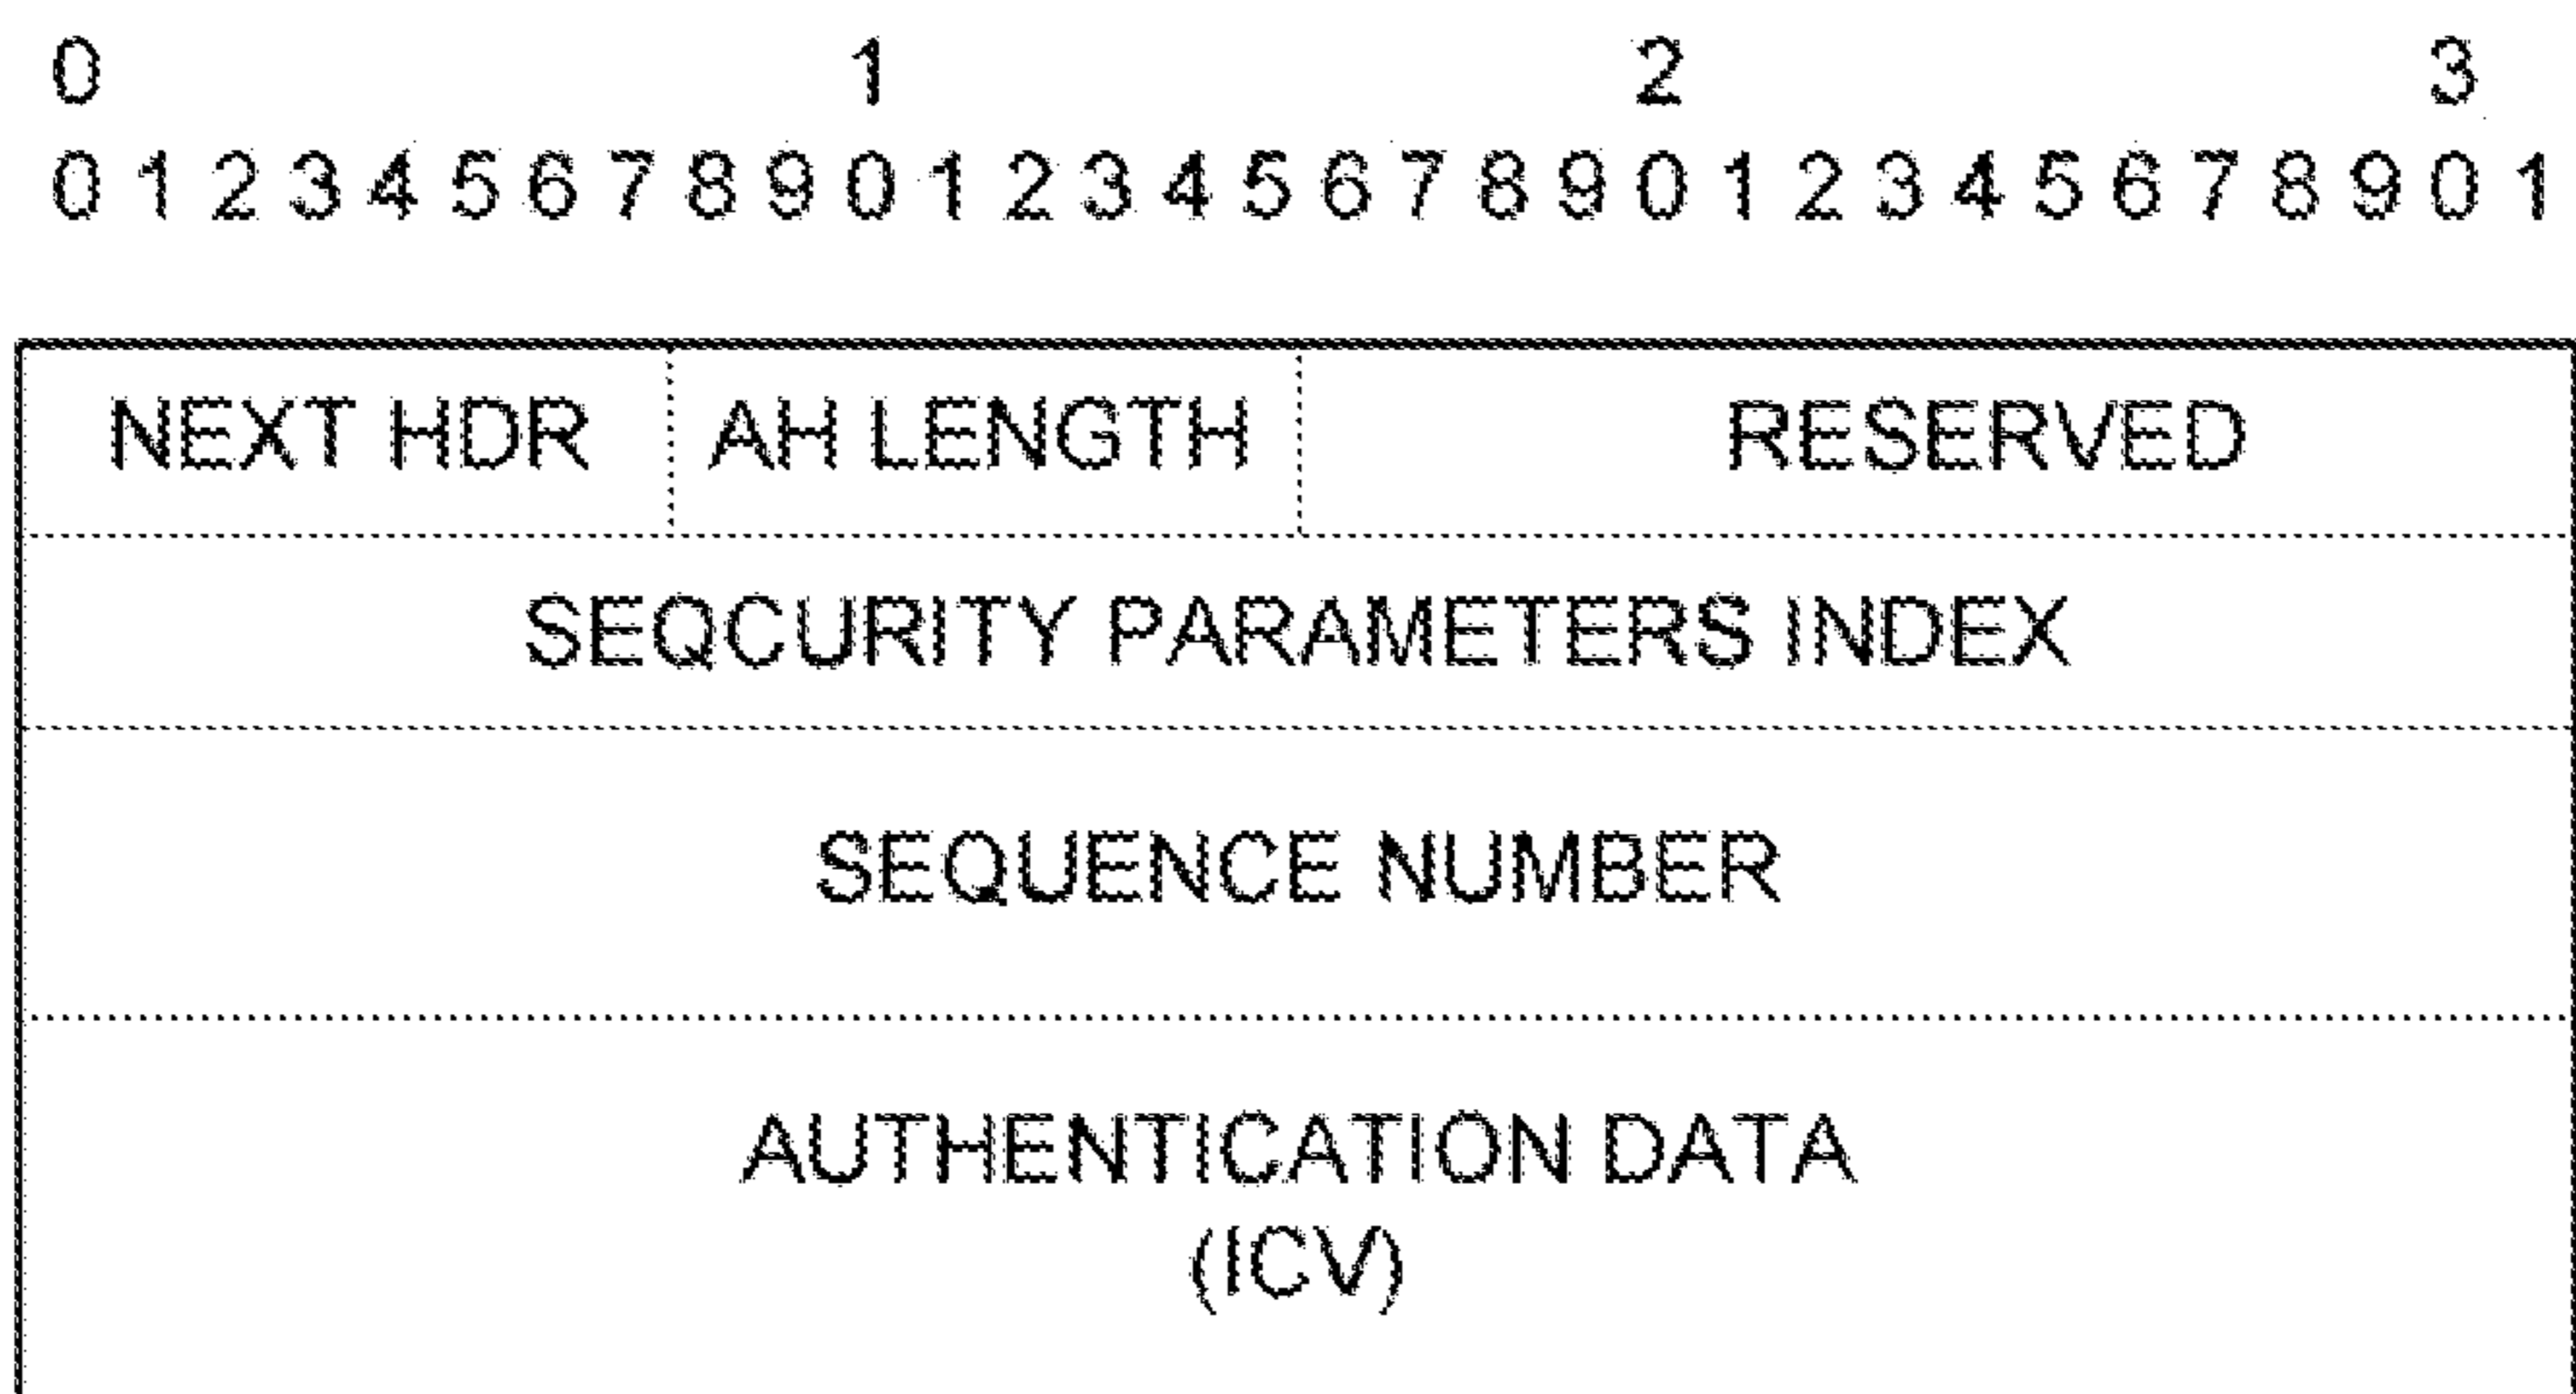 0 1 2 3
0 1 2 3 4 5 6 7 8 9 0 1 2 3 4 5 6 7 8 9 0 1 2 3 4 5 6 7 8 9 0 1
NEXT HDR AH LENGTH RESERVED
SEQCURITY PARAMETERS INDEX
SEQUENCE NUMBER
AUTHENTICATION DATA
(ICV)